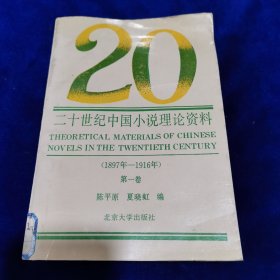 20
二十世纪中国小说理论资料
THEORETICAL MATERIALS OF CHINESE
NOVELS IN THE TWENTIETH CENTURY
(1897年—1916年)
第一卷
陈平原 夏晓虹 编
北京大学出版社